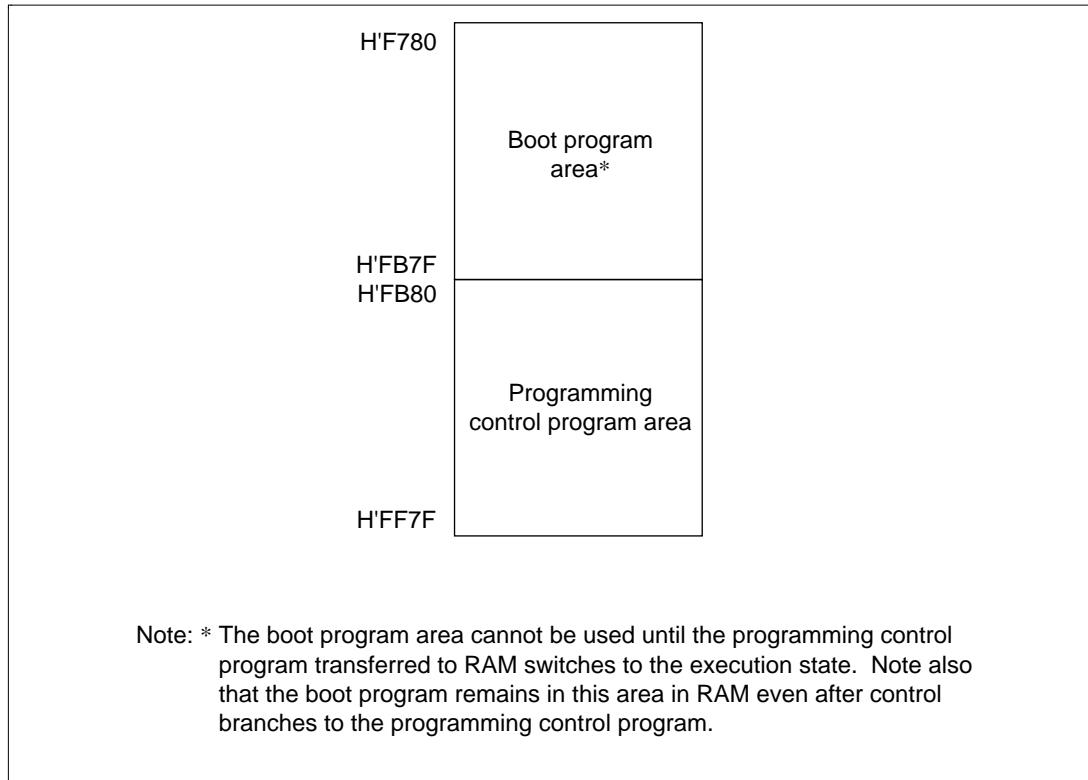 H'F780
Boot program
area*
H'FB7F
H'FB80
Programming
control program area
H'FF7F
Note: * The boot program area cannot be used until the programming control
program transferred to RAM switches to the execution state.  Note also
that the boot program remains in this area in RAM even after control
branches to the programming control program.